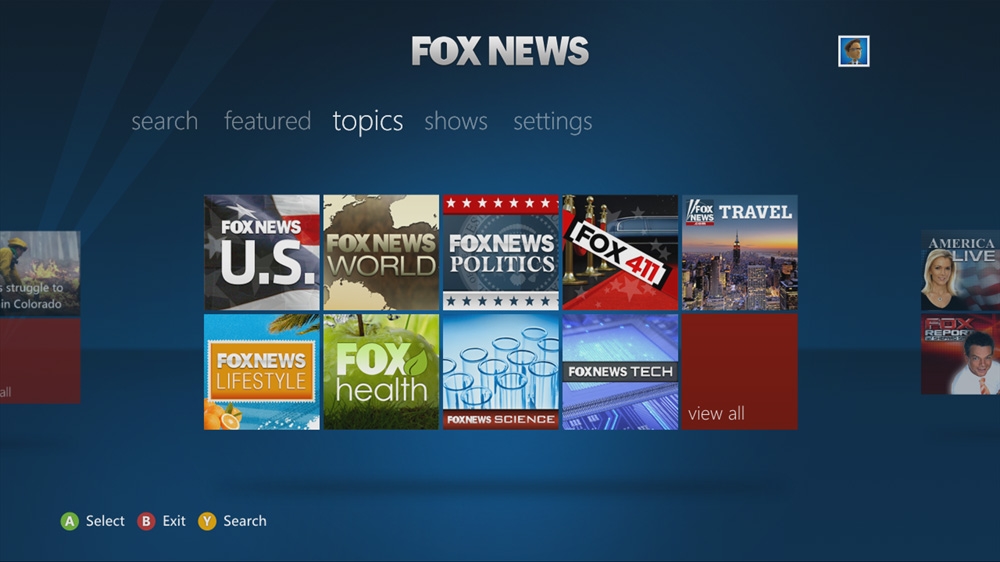 FOX NEWS
search featured topics shows settings
FOX NEWS
U.S.
FOX NEWS
WORLD
FOX NEWS
POLITICS
FOX 411
FOX
NEWS
TRAVEL
AMERICA
LIVE
s struggle to
in Colorado
FOX NEWS
LIFESTYLE
FOX
health
FOX NEWS SCIENCE
FOX NEWS TECH
view all
all
FOX
REPORT
A Select B Exit Y Search